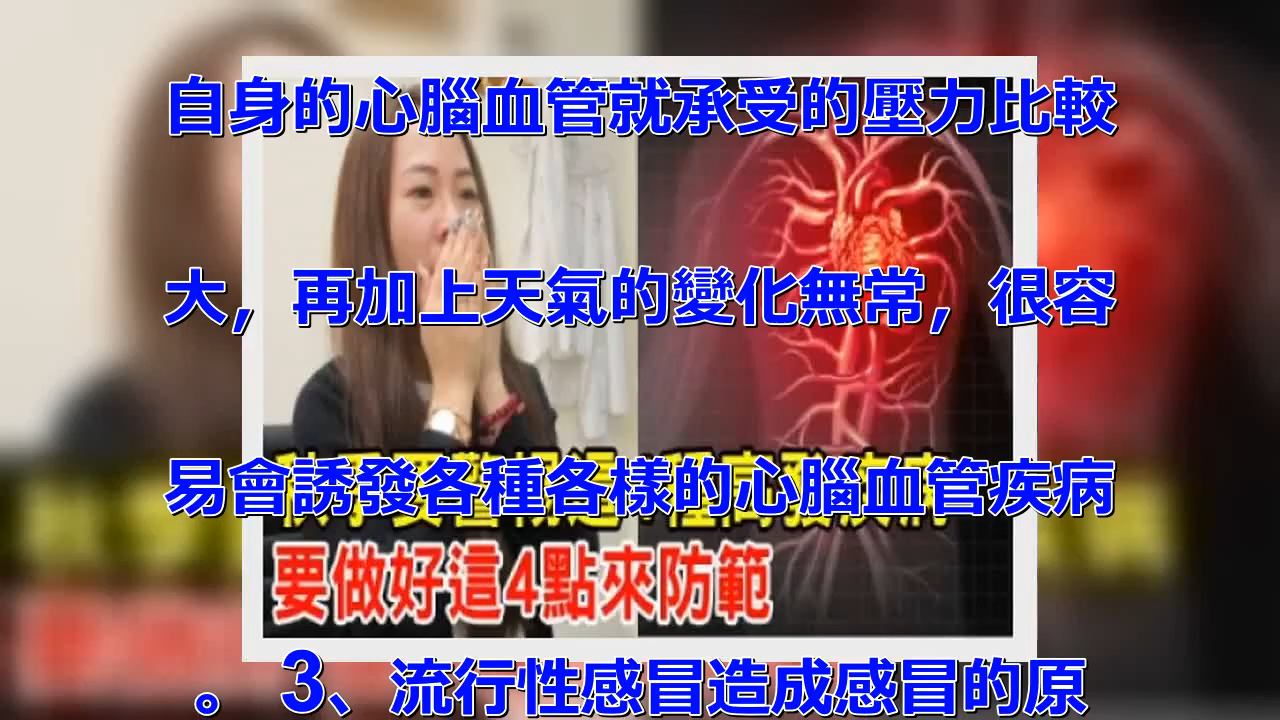 自身的心腦血管就承受的壓力比較
大，再加上天氣的變化無常，很容
易會誘發各種各樣的心腦血管疾病
要做好這4點來防範
。 3、流行性感冒造成感冒的原